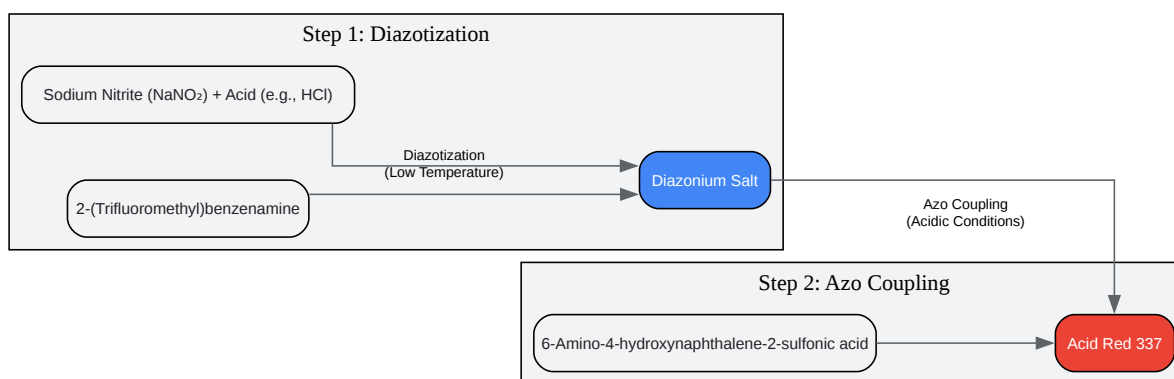 Step 1: Diazotization
Sodium Nitrite (NaNO₂) + Acid (e.g., HCl)
Diazotization
(Low Temperature)
2-(Trifluoromethyl)benzenamine
Diazonium Salt
Azo Coupling
(Acidic Conditions)
Step 2: Azo Coupling
6-Amino-4-hydroxynaphthalene-2-sulfonic acid
Acid Red 337